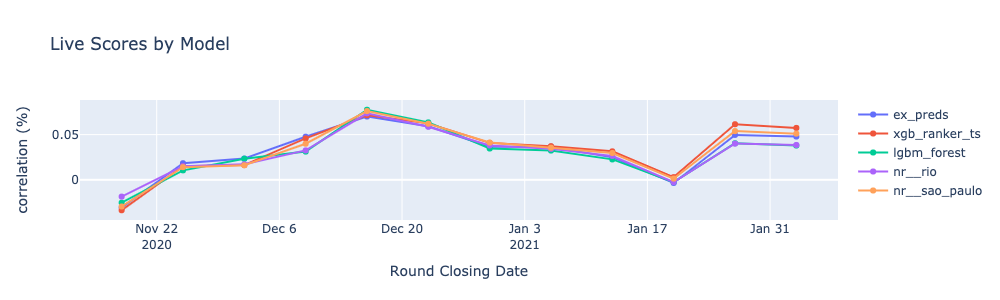 Live Scores by Model
correlation (%)
0.05
0
Nov 22
2020
Dec 6
Dec 20
Jan 3
2021
Jan 17
Jan 31
Round Closing Date
ex_preds
xgb_ranker_ts
lgbm_forest
nr__rio
nr__sao_paulo